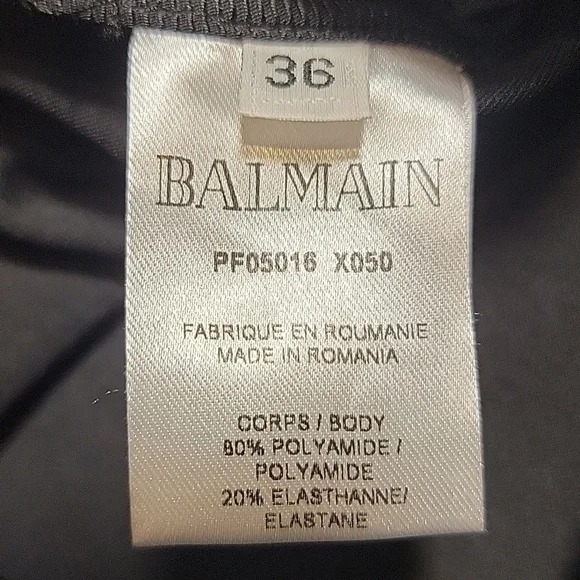 36
BALMAIN
PF05016 X050
FABRIQUE EN ROUMANIE
MADE IN ROMANIA
CORPS / BODY
80% POLYAMIDE /
POLYAMIDE
20% ELASTHANNE/
ELASTANE